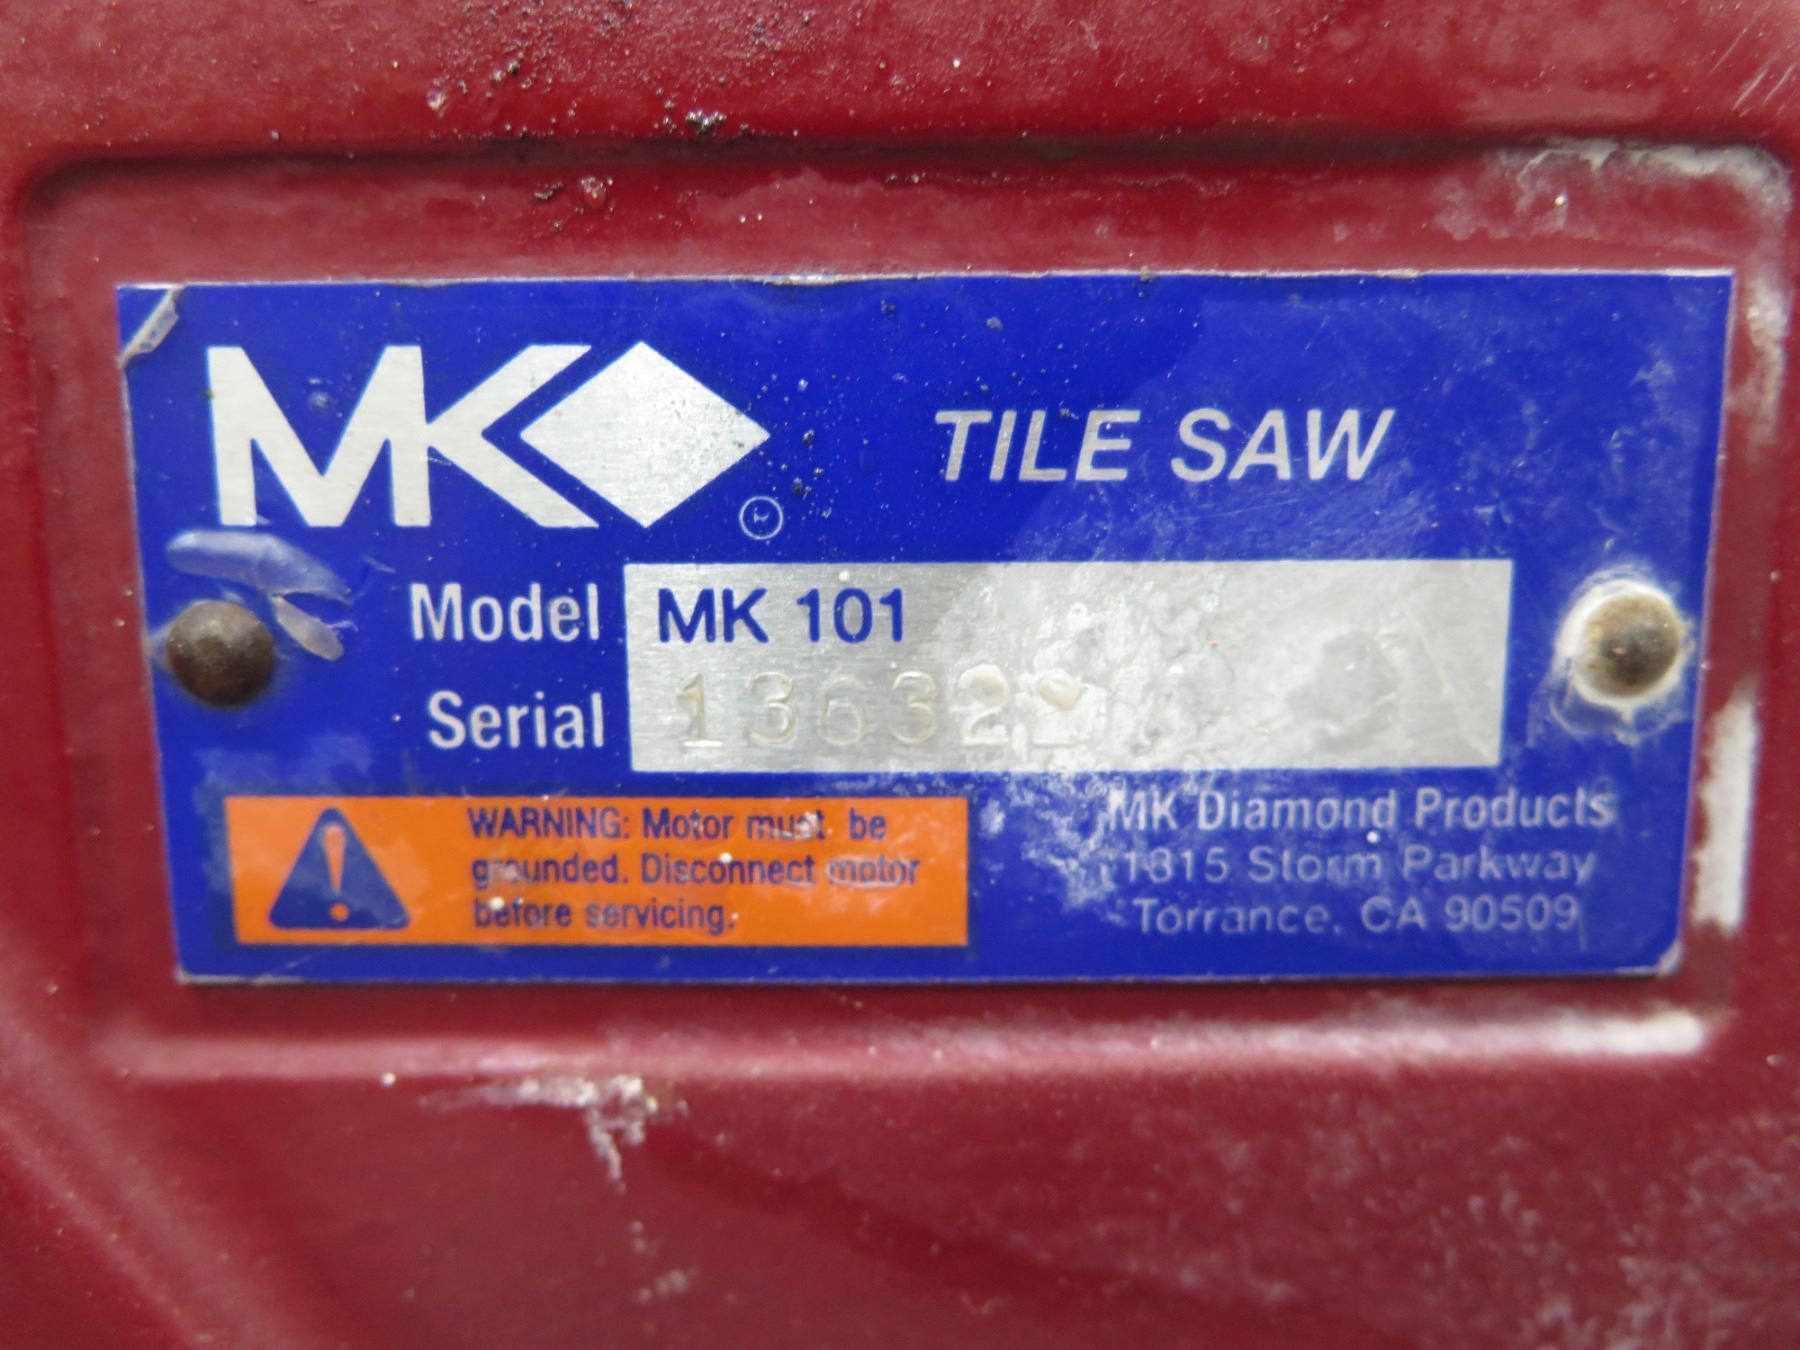 MK
TILE SAW
Model MK 101
Serial 136322
WARNING: Motor must be
grounded. Disconnect motor
before servicing.
MK Diamond Products
1315 Storm Parkway
Torrance, CA 90509